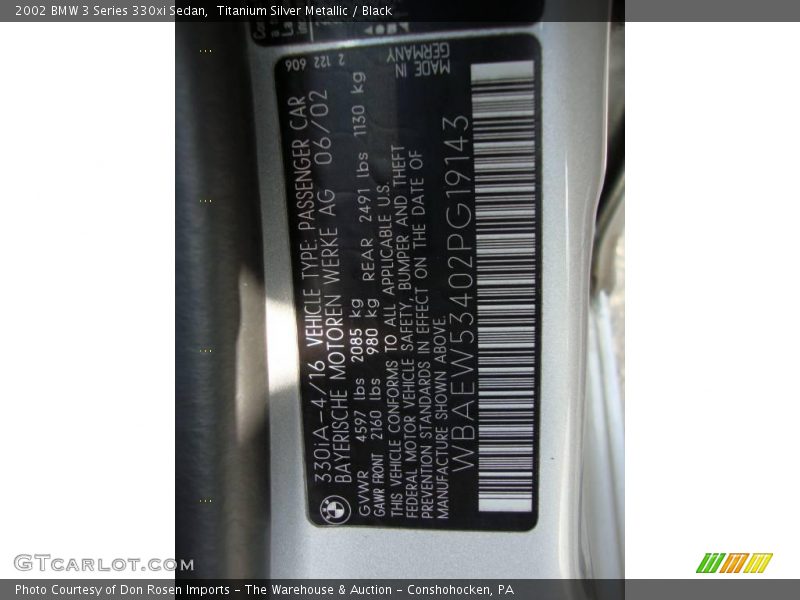 2002 BMW 3 Series 330xi Sedan,  Titanium Silver Metallic / Black
MADE IN
GERMANY
2 122 606
330iA-4/16 VEHICLE TYPE: PASSENGER CAR
BAYERISCHE MOTOREN WERKE AG 06/02
GVWR 4597 lbs 2085 kg
GAWR FRONT 2160 lbs 980 kg REAR 2491 lbs 1130 kg
THIS VEHICLE CONFORMS TO ALL APPLICABLE U.S.
FEDERAL MOTOR VEHICLE SAFETY, BUMPER AND THEFT
PREVENTION STANDARDS IN EFFECT ON THE DATE OF
MANUFACTURE SHOWN ABOVE.
WBAEW53402PG19143
GTcarlot.com
Photo Courtesy of Don Rosen Imports - The Warehouse & Auction - Conshohocken, PA